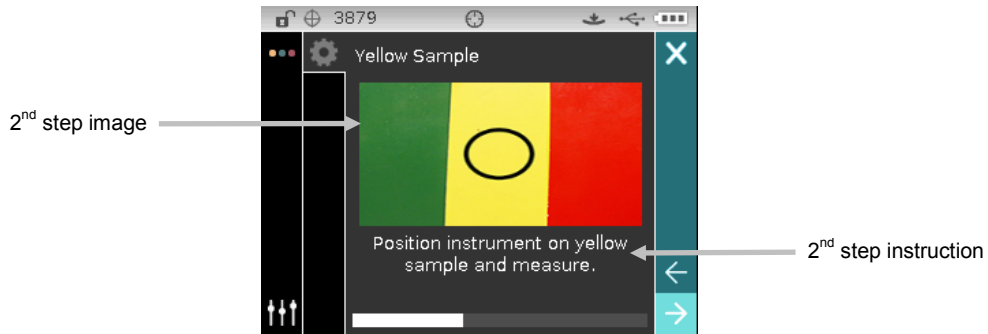 3879
Yellow Sample
2nd step image
Position instrument on yellow
sample and measure.
2nd step instruction